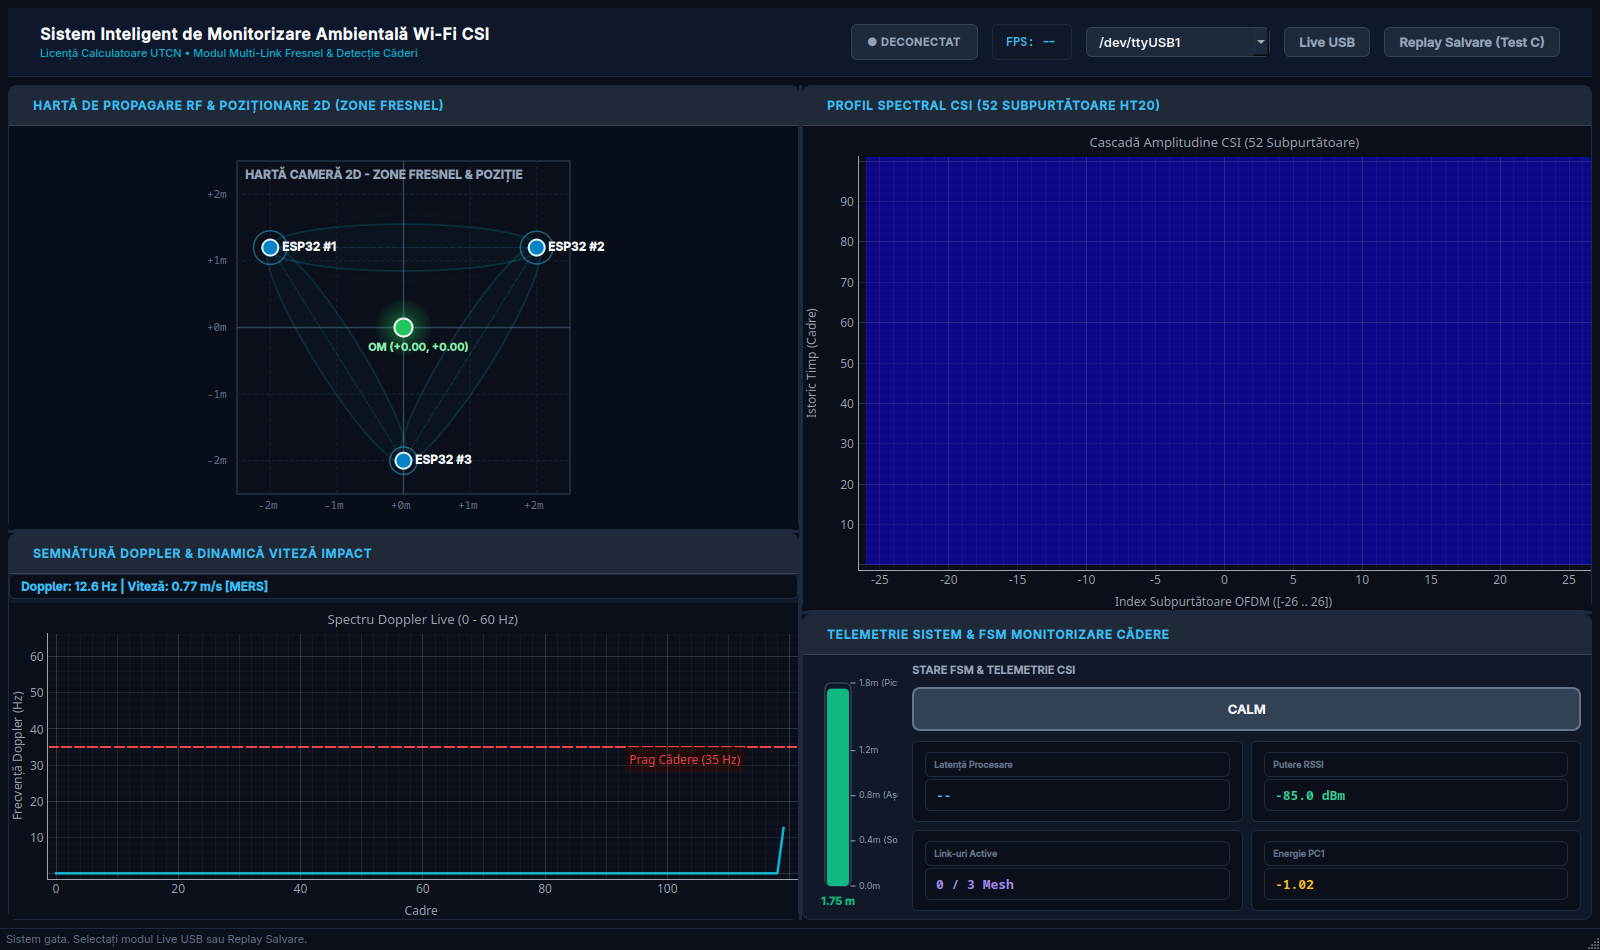 Sistem Inteligent de Monitorizare Ambientală Wi-Fi CSI
Licență Calculatoare UTCN • Modul Multi-Link Fresnel & Detecție Căderi
● DECONECTAT
FPS: --
/dev/ttyUSB1
Live USB
Replay Salvare (Test C)
HARTĂ DE PROPAGARE RF & POZIȚIONARE 2D (ZONE FRESNEL)
HARTĂ CAMERĂ 2D - ZONE FRESNEL & POZIȚIE
+2m
+1m
+0m
-1m
-2m
ESP32 #1
ESP32 #2
OM (+0.00, +0.00)
ESP32 #3
-2m
-1m
+0m
+1m
+2m
PROFIL SPECTRAL CSI (52 SUBPURTĂTOARE HT20)
Cascadă Amplitudine CSI (52 Subpurtătoare)
Istoric Timp (Cadre)
90
80
70
60
50
40
30
20
10
-25
-20
-15
-10
-5
0
5
10
15
20
25
Index Subpurtătoare OFDM ([-26 .. 26])
SEMNĂTURĂ DOPPLER & DINAMICĂ VITEZĂ IMPACT
Doppler: 12.6 Hz | Viteză: 0.77 m/s [MERS]
Spectru Doppler Live (0 - 60 Hz)
Frecvență Doppler (Hz)
60
50
40
30
20
10
Prag Cădere (35 Hz)
0
20
40
60
80
100
Cadre
TELEMETRIE SISTEM & FSM MONITORIZARE CĂDERE
1.8m (Pic
1.2m
0.8m (Aș
0.4m (So
0.0m
1.75 m
STARE FSM & TELEMETRIE CSI
CALM
Latență Procesare
--
Putere RSSI
-85.0 dBm
Link-uri Active
0 / 3 Mesh
Energie PC1
-1.02
Sistem gata. Selectați modul Live USB sau Replay Salvare.